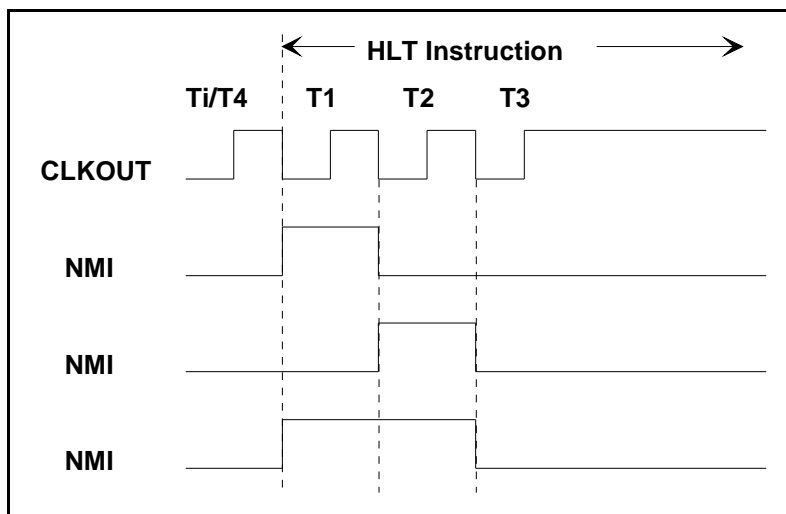 HLT Instruction
Ti/T4 T1 T2 T3
CLKOUT
NMI
NMI
NMI